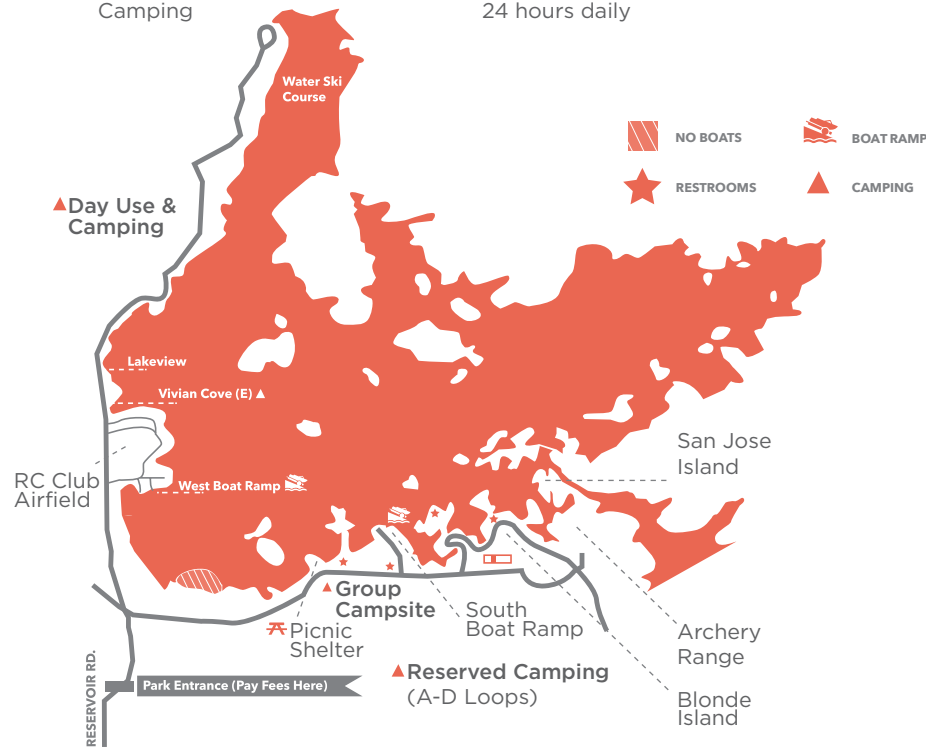 Camping
24 hours daily
Water Ski
Course
NO BOATS
BOAT RAMP
RESTROOMS
CAMPING
Day Use &
Camping
Lakeview
Vivian Cove (E)
San Jose
Island
RC Club
Airfield
West Boat Ramp
Group
Campsite
South
Boat Ramp
Picnic
Shelter
Archery
Range
Reserved Camping
(A-D Loops)
Blonde
Island
Park Entrance (Pay Fees Here)
RESERVOIR RD.